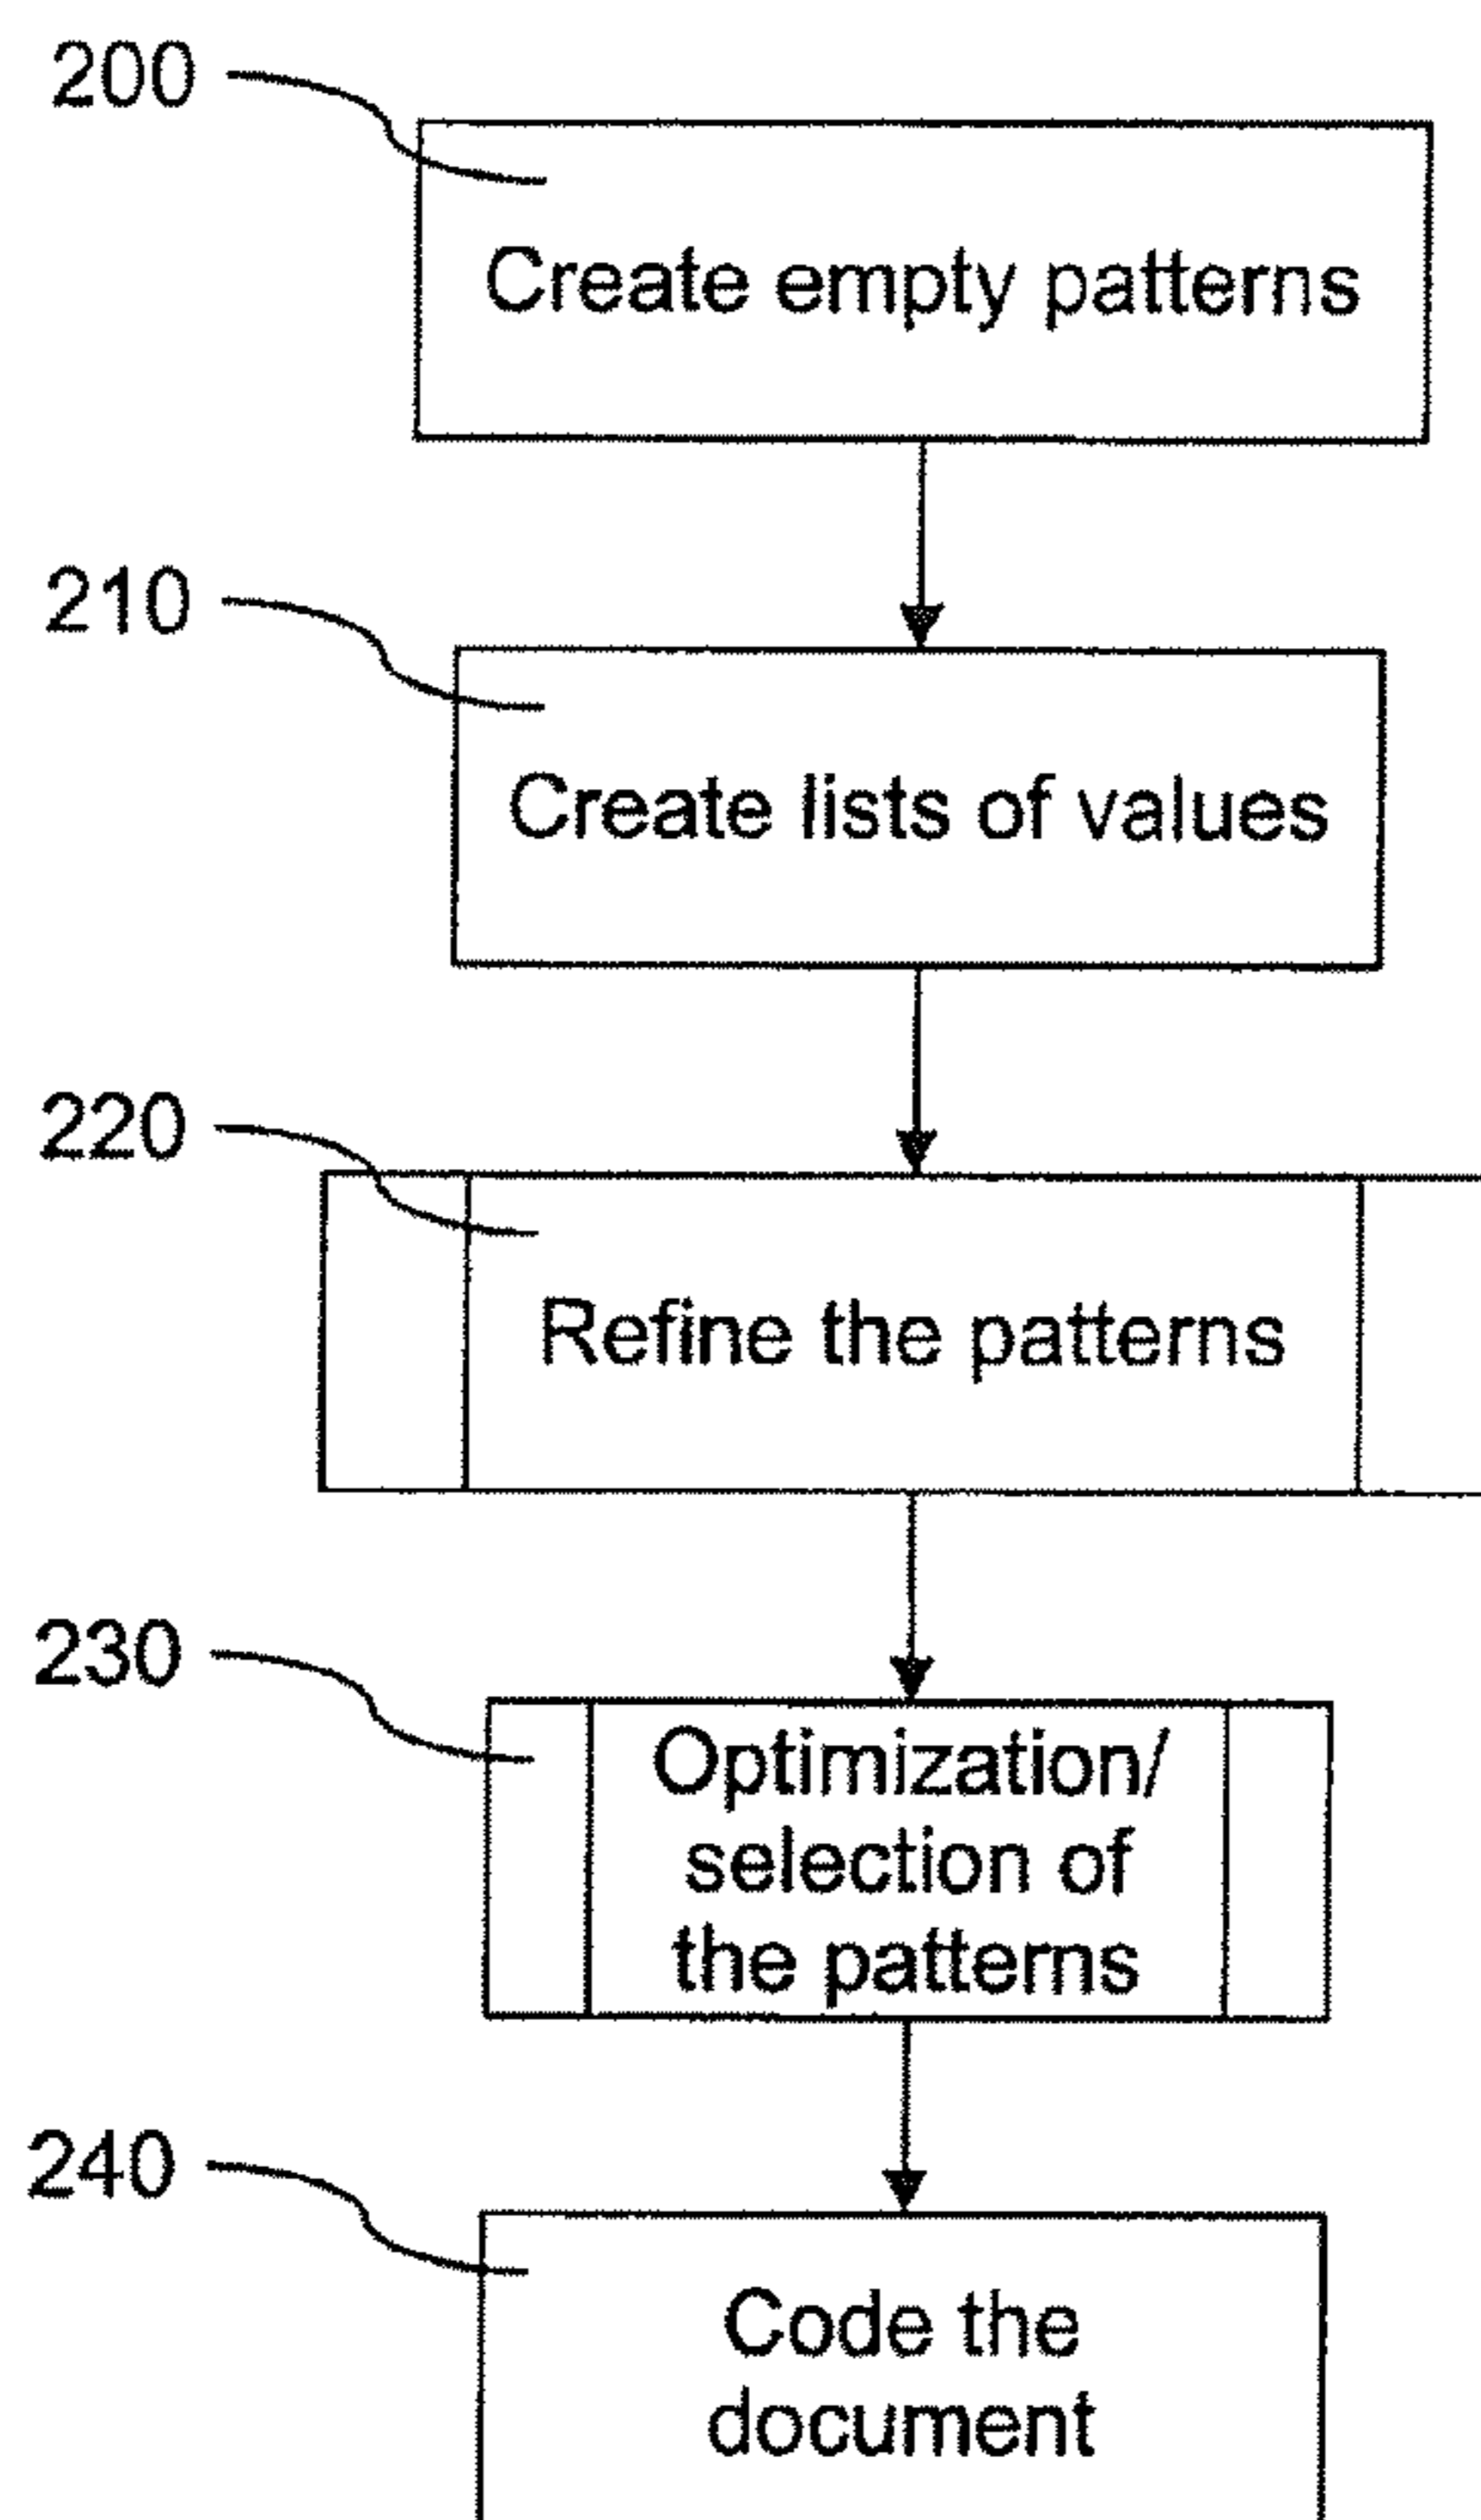 200
Create empty patterns
210
Create lists of values
220
Refine the patterns
230
Optimization/
selection of
the patterns
240
Code the
document